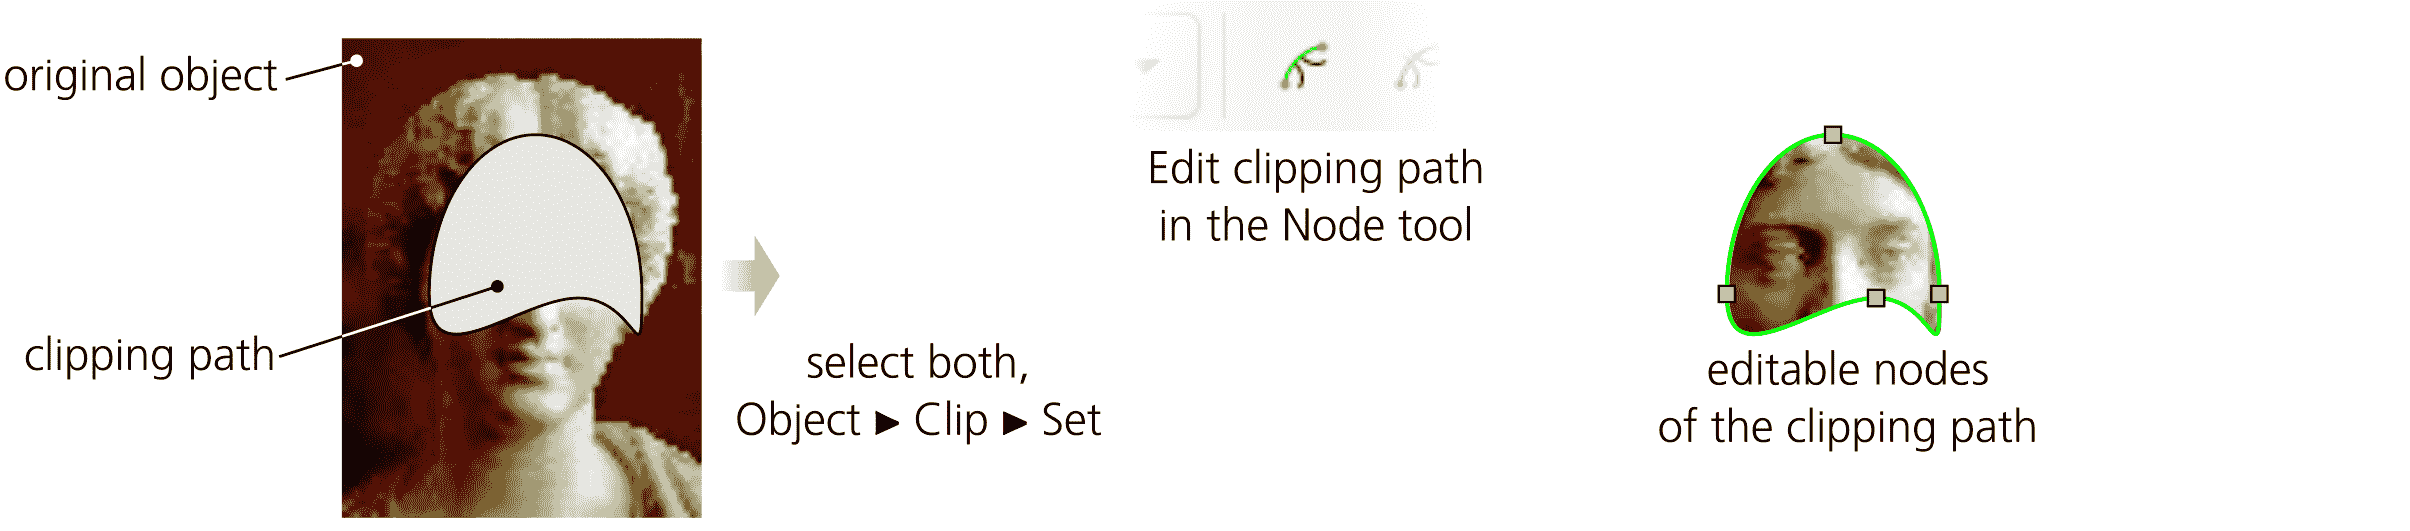 original object
clipping path
select both,
Object ► Clip ► Set
Edit clipping path
in the Node tool
editable nodes
of the clipping path